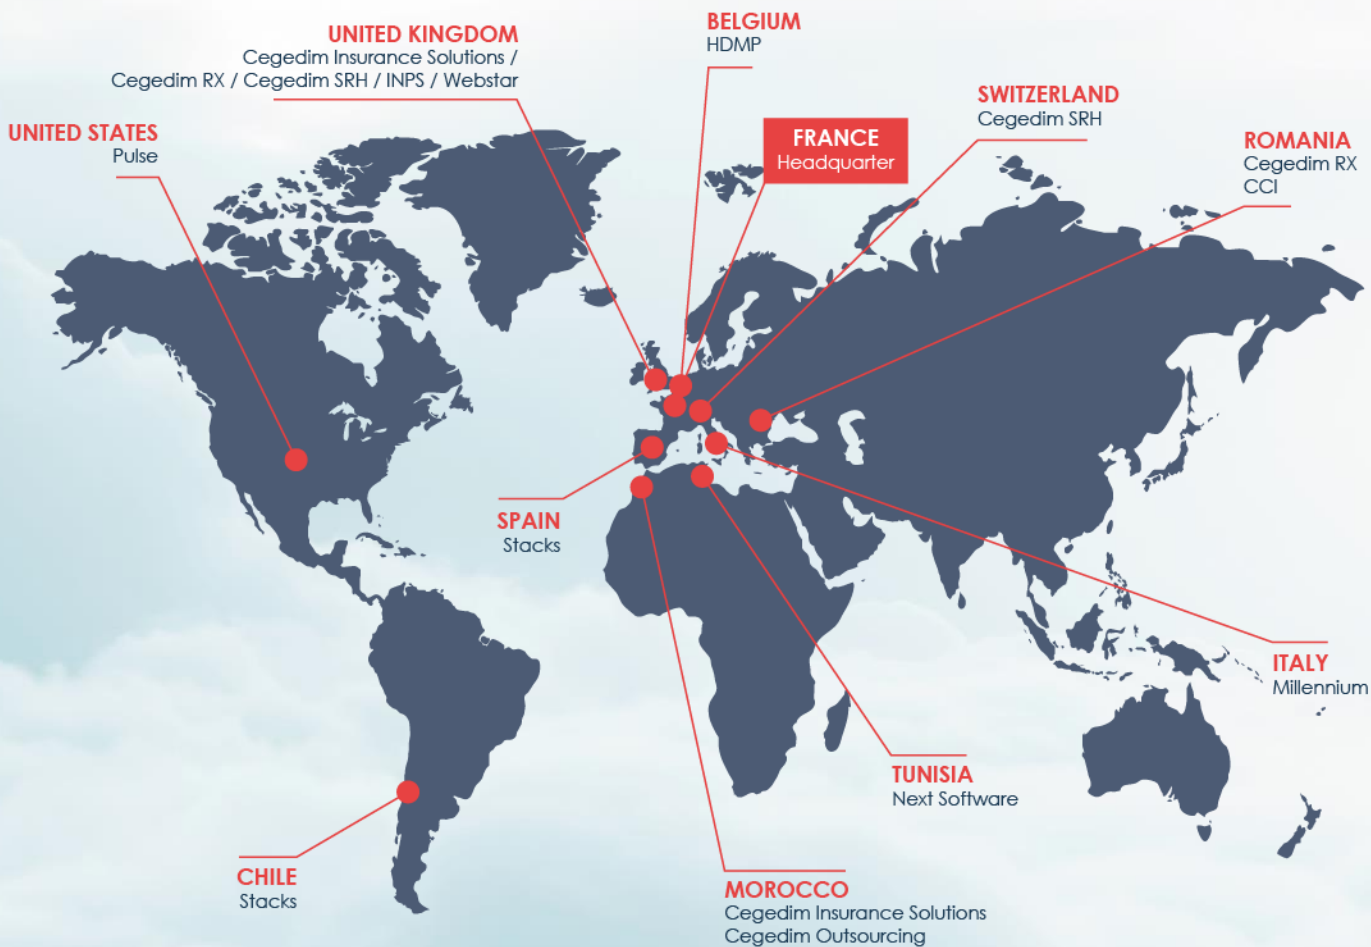 UNITED KINGDOM
Cegedim Insurance Solutions /
Cegedim RX / Cegedim SRH / INPS / Webstar
BELGIUM
HDMP
SWITZERLAND
Cegedim SRH
UNITED STATES
Pulse
FRANCE
Headquarter
ROMANIA
Cegedim RX
CCI
SPAIN
Stacks
ITALY
Millennium
TUNISIA
Next Software
CHILE
Stacks
MOROCCO
Cegedim Insurance Solutions
Cegedim Outsourcing